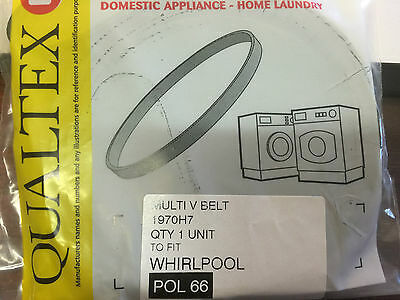 DOMESTIC APPLIANCE - HOME LAUNDRY
QUALTEX
Manufacturers names and numbers and any illustrations are for reference and identification purpo
MULTI V BELT
1970H7
QTY 1 UNIT
TO FIT
WHIRLPOOL
POL 66